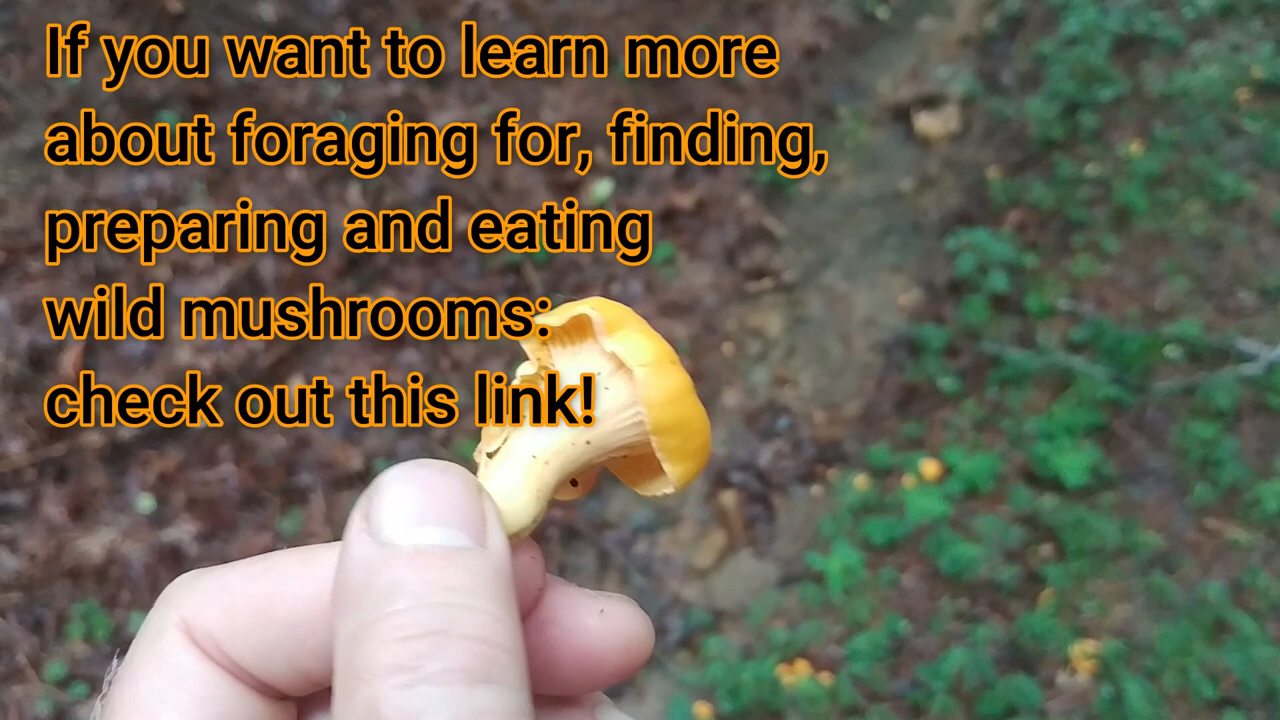 If you want to learn more
about foraging for, finding,
preparing and eating
wild mushrooms:
check out this link!